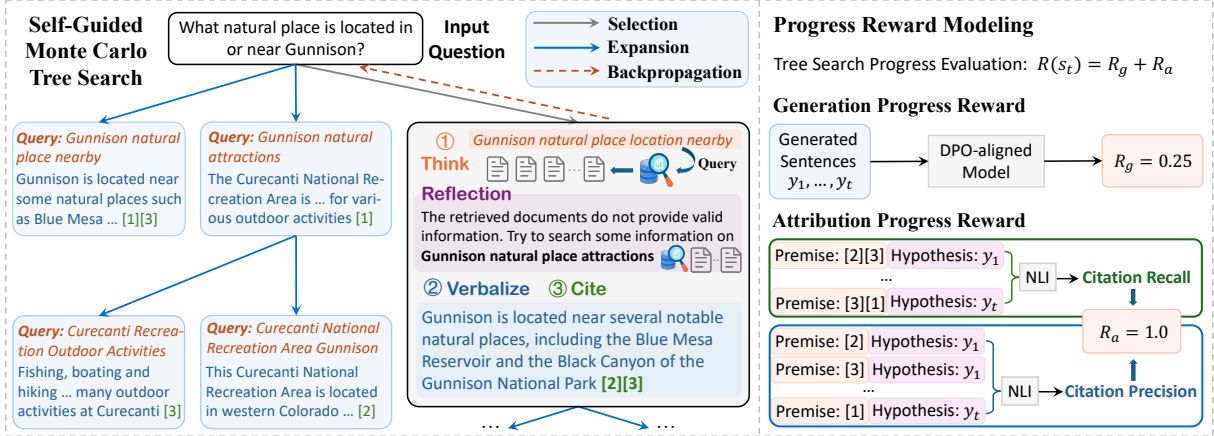 Self-Guided
Monte Carlo
Tree Search
What natural place is located in
or near Gunnison?
Input
Question
Selection
Expansion
Backpropagation
Query: Gunnison natural
place nearby
Gunnison is located near
some natural places such
as Blue Mesa ... [1][3]
Query: Gunnison natural
attractions
The Curecanti National Re-
creation Area is ... for vari-
ous outdoor activities [1]
Query: Curecanti Recrea-
tion Outdoor Activities
Fishing, boating and
hiking ... many outdoor
activities at Curecanti [3]
Query: Curecanti National
Recreation Area Gunnison
This Curecanti National
Recreation Area is located
in western Colorado ... [2]
① Gunnison natural place location nearby
Think
...
Query
Reflection
The retrieved documents do not provide valid
information. Try to search some information on
Gunnison natural place attractions
...
② Verbalize ③ Cite
Gunnison is located near several notable
natural places, including the Blue Mesa
Reservoir and the Black Canyon of the
Gunnison National Park [2][3]
... ...
Progress Reward Modeling
Tree Search Progress Evaluation: R(s_t) = R_g + R_a
Generation Progress Reward
Generated
Sentences
y_1, ..., y_t
DPO-aligned
Model
R_g = 0.25
Attribution Progress Reward
Premise: [2][3] Hypothesis: y_1
...
Premise: [3][1] Hypothesis: y_t
NLI
Citation Recall
R_a = 1.0
Premise: [2] Hypothesis: y_1
Premise: [3] Hypothesis: y_1
...
Premise: [1] Hypothesis: y_t
NLI
Citation Precision